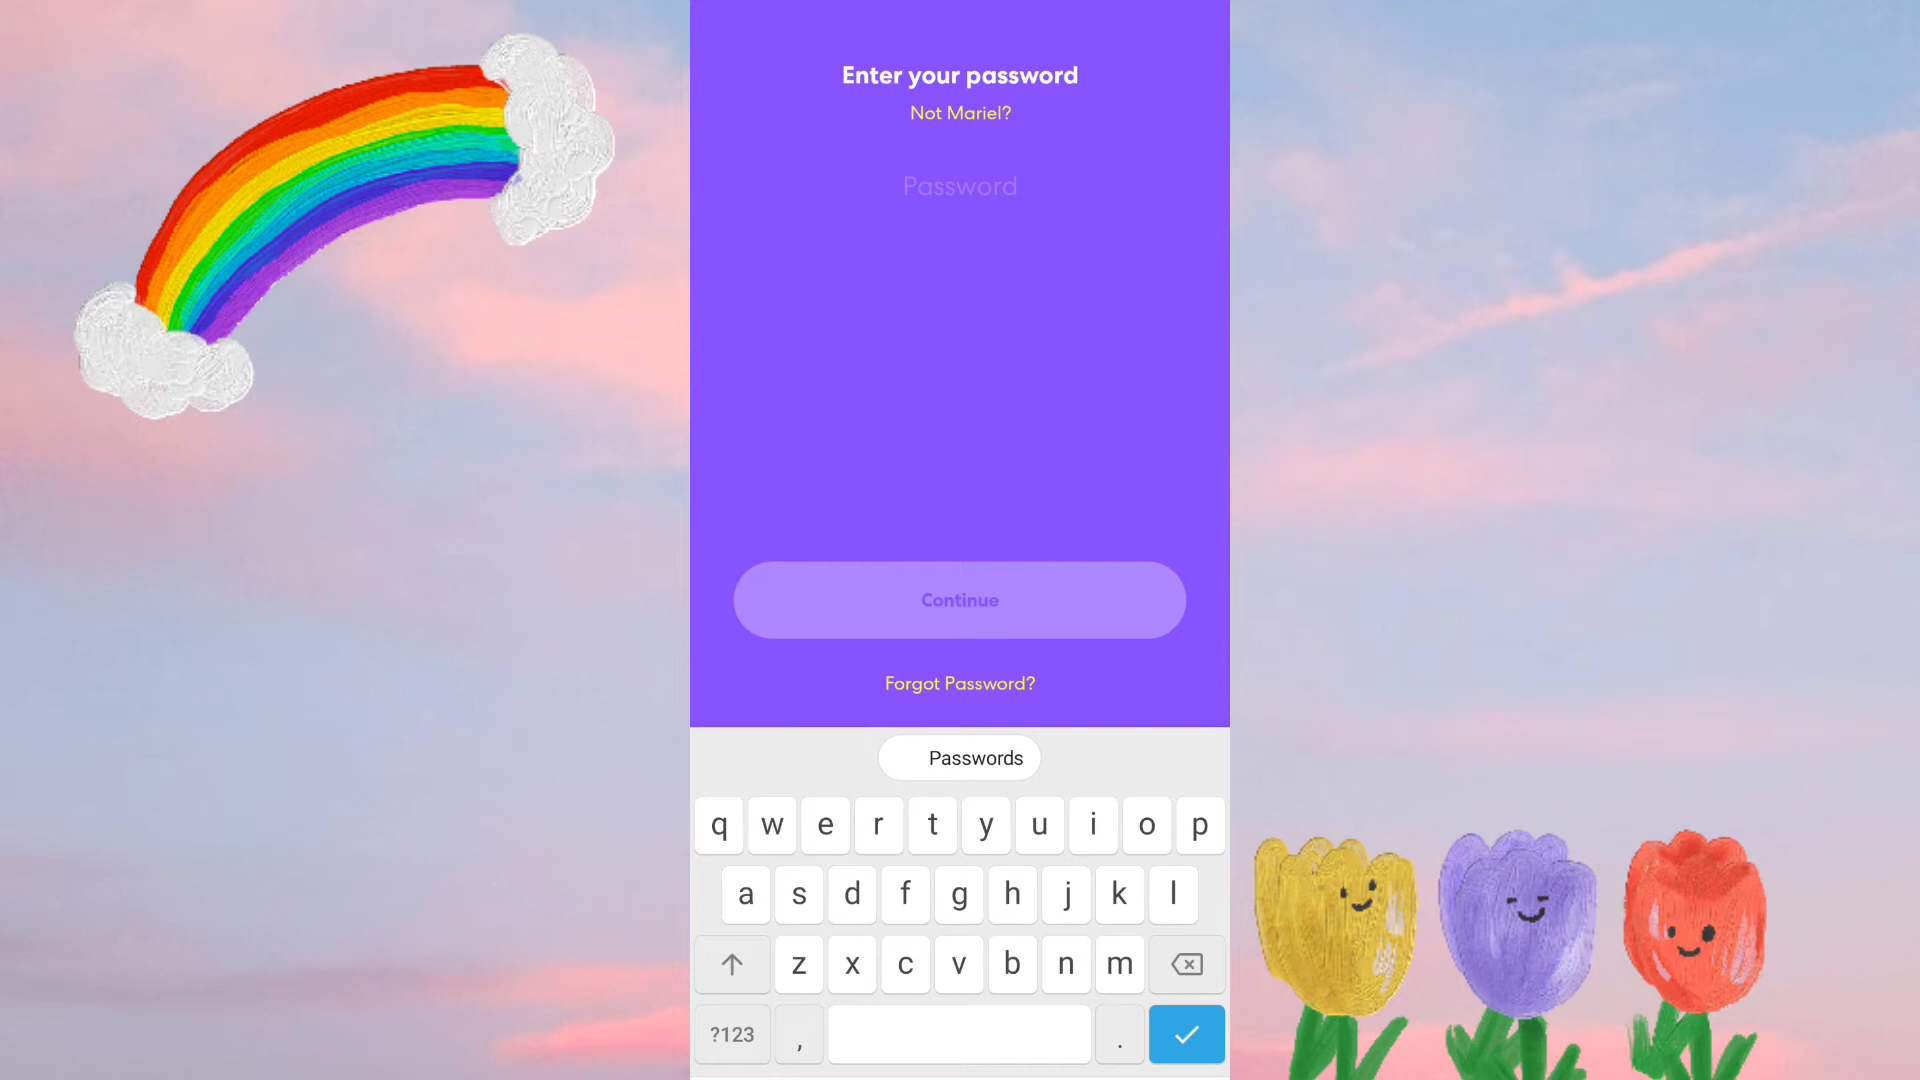 Enter your password
Not Mariel?
Password
Continue
Forgot Password?
Passwords
q w e r t y u i o p
a s d f g h j k l
z x c v b n m
?123 , .